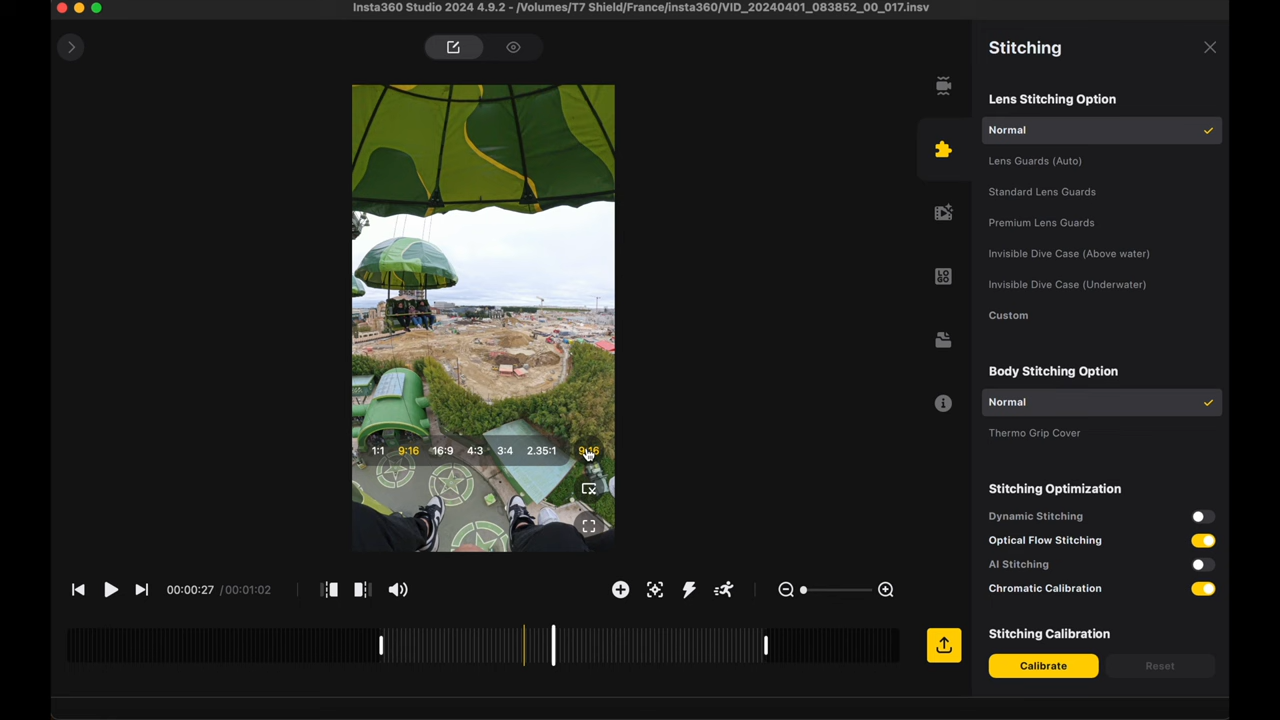 Insta360 Studio 2024 4.9.2 - /Volumes/T7 Shield/France/insta360/VID_20240401_083852_00_017.insv
Stitching
Lens Stitching Option
Normal
Lens Guards (Auto)
Standard Lens Guards
Premium Lens Guards
Invisible Dive Case (Above water)
Invisible Dive Case (Underwater)
Custom
Body Stitching Option
Normal
Thermo Grip Cover
Stitching Optimization
Dynamic Stitching
Optical Flow Stitching
AI Stitching
Chromatic Calibration
Stitching Calibration
Calibrate Reset
LOGO
1:1 9:16 16:9 4:3 3:4 2.35:1 9:16
00:00:27 / 00:01:02